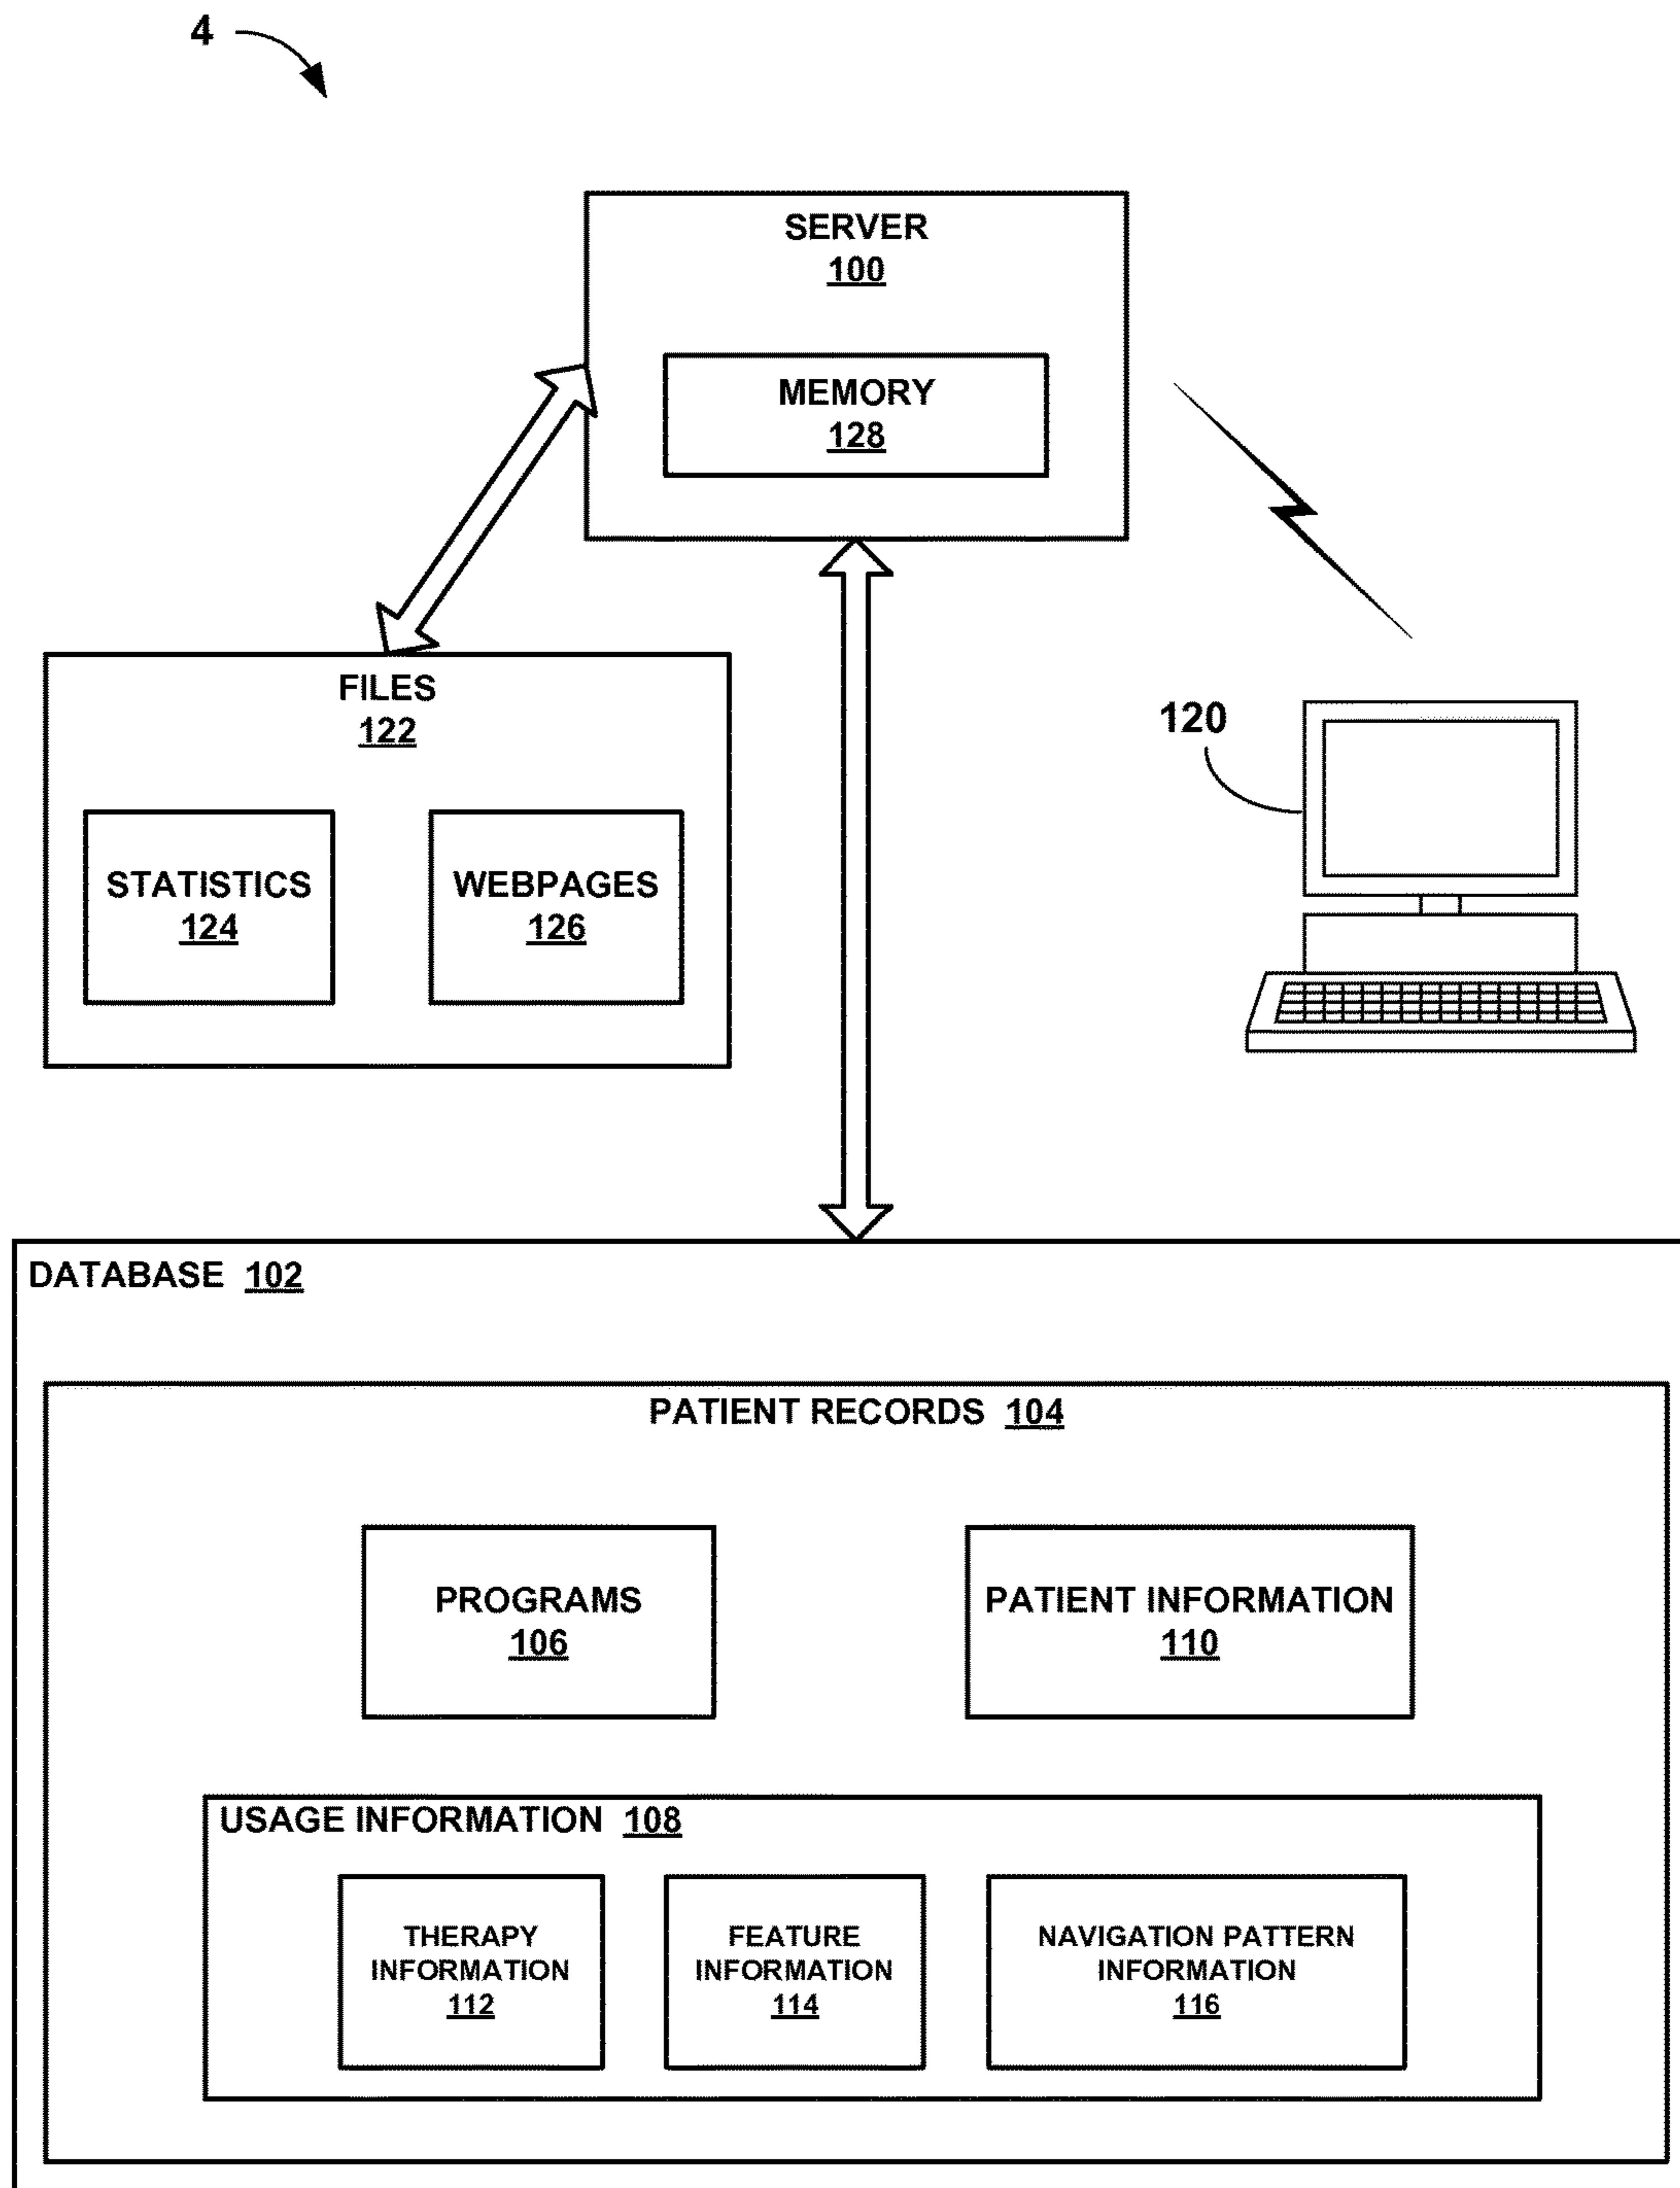 4
SERVER
100
MEMORY
128
FILES
122
STATISTICS
124
WEBPAGES
126
120
DATABASE 102
PATIENT RECORDS 104
PROGRAMS
106
PATIENT INFORMATION
110
USAGE INFORMATION 108
THERAPY
INFORMATION
112
FEATURE
INFORMATION
114
NAVIGATION PATTERN
INFORMATION
116